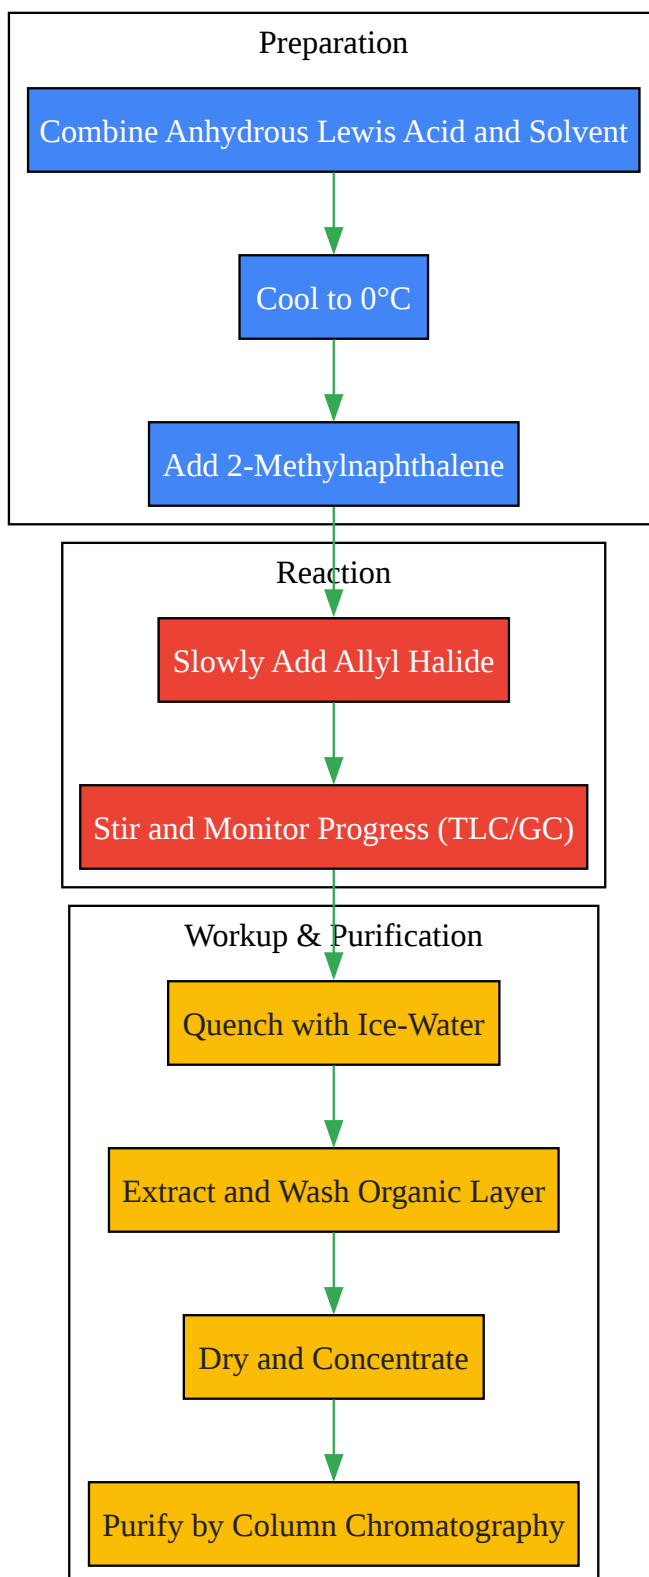 Preparation
Combine Anhydrous Lewis Acid and Solvent
Cool to 0°C
Add 2-Methylnaphthalene
Reaction
Slowly Add Allyl Halide
Stir and Monitor Progress (TLC/GC)
Workup & Purification
Quench with Ice-Water
Extract and Wash Organic Layer
Dry and Concentrate
Purify by Column Chromatography